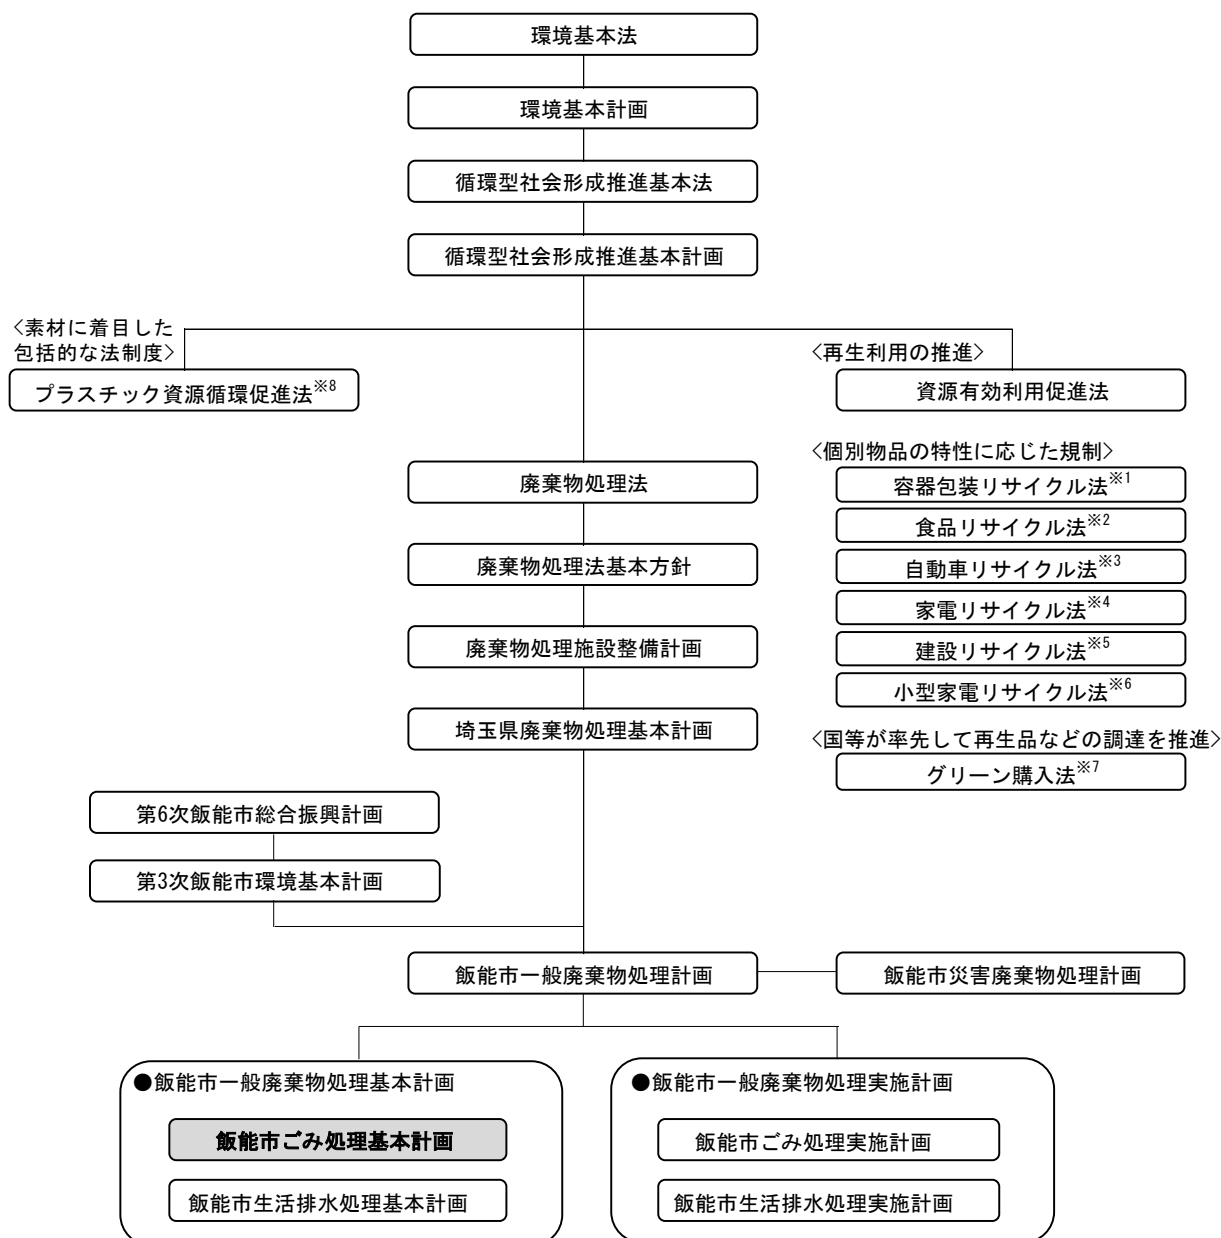 環境基本法
環境基本計画
循環型社会形成推進基本法
循環型社会形成推進基本計画
〈素材に着目した
包括的な法制度〉
プラスチック資源循環促進法※8
〈再生利用の推進〉
資源有効利用促進法
〈個別物品の特性に応じた規制〉
容器包装リサイクル法※1
食品リサイクル法※2
自動車リサイクル法※3
家電リサイクル法※4
建設リサイクル法※5
小型家電リサイクル法※6
〈国等が率先して再生品などの調達を推進〉
グリーン購入法※7
廃棄物処理法
廃棄物処理法基本方針
廃棄物処理施設整備計画
埼玉県廃棄物処理基本計画
第6次飯能市総合振興計画
第3次飯能市環境基本計画
飯能市一般廃棄物処理計画
飯能市災害廃棄物処理計画
●飯能市一般廃棄物処理基本計画
飯能市ごみ処理基本計画
飯能市生活排水処理基本計画
●飯能市一般廃棄物処理実施計画
飯能市ごみ処理実施計画
飯能市生活排水処理実施計画